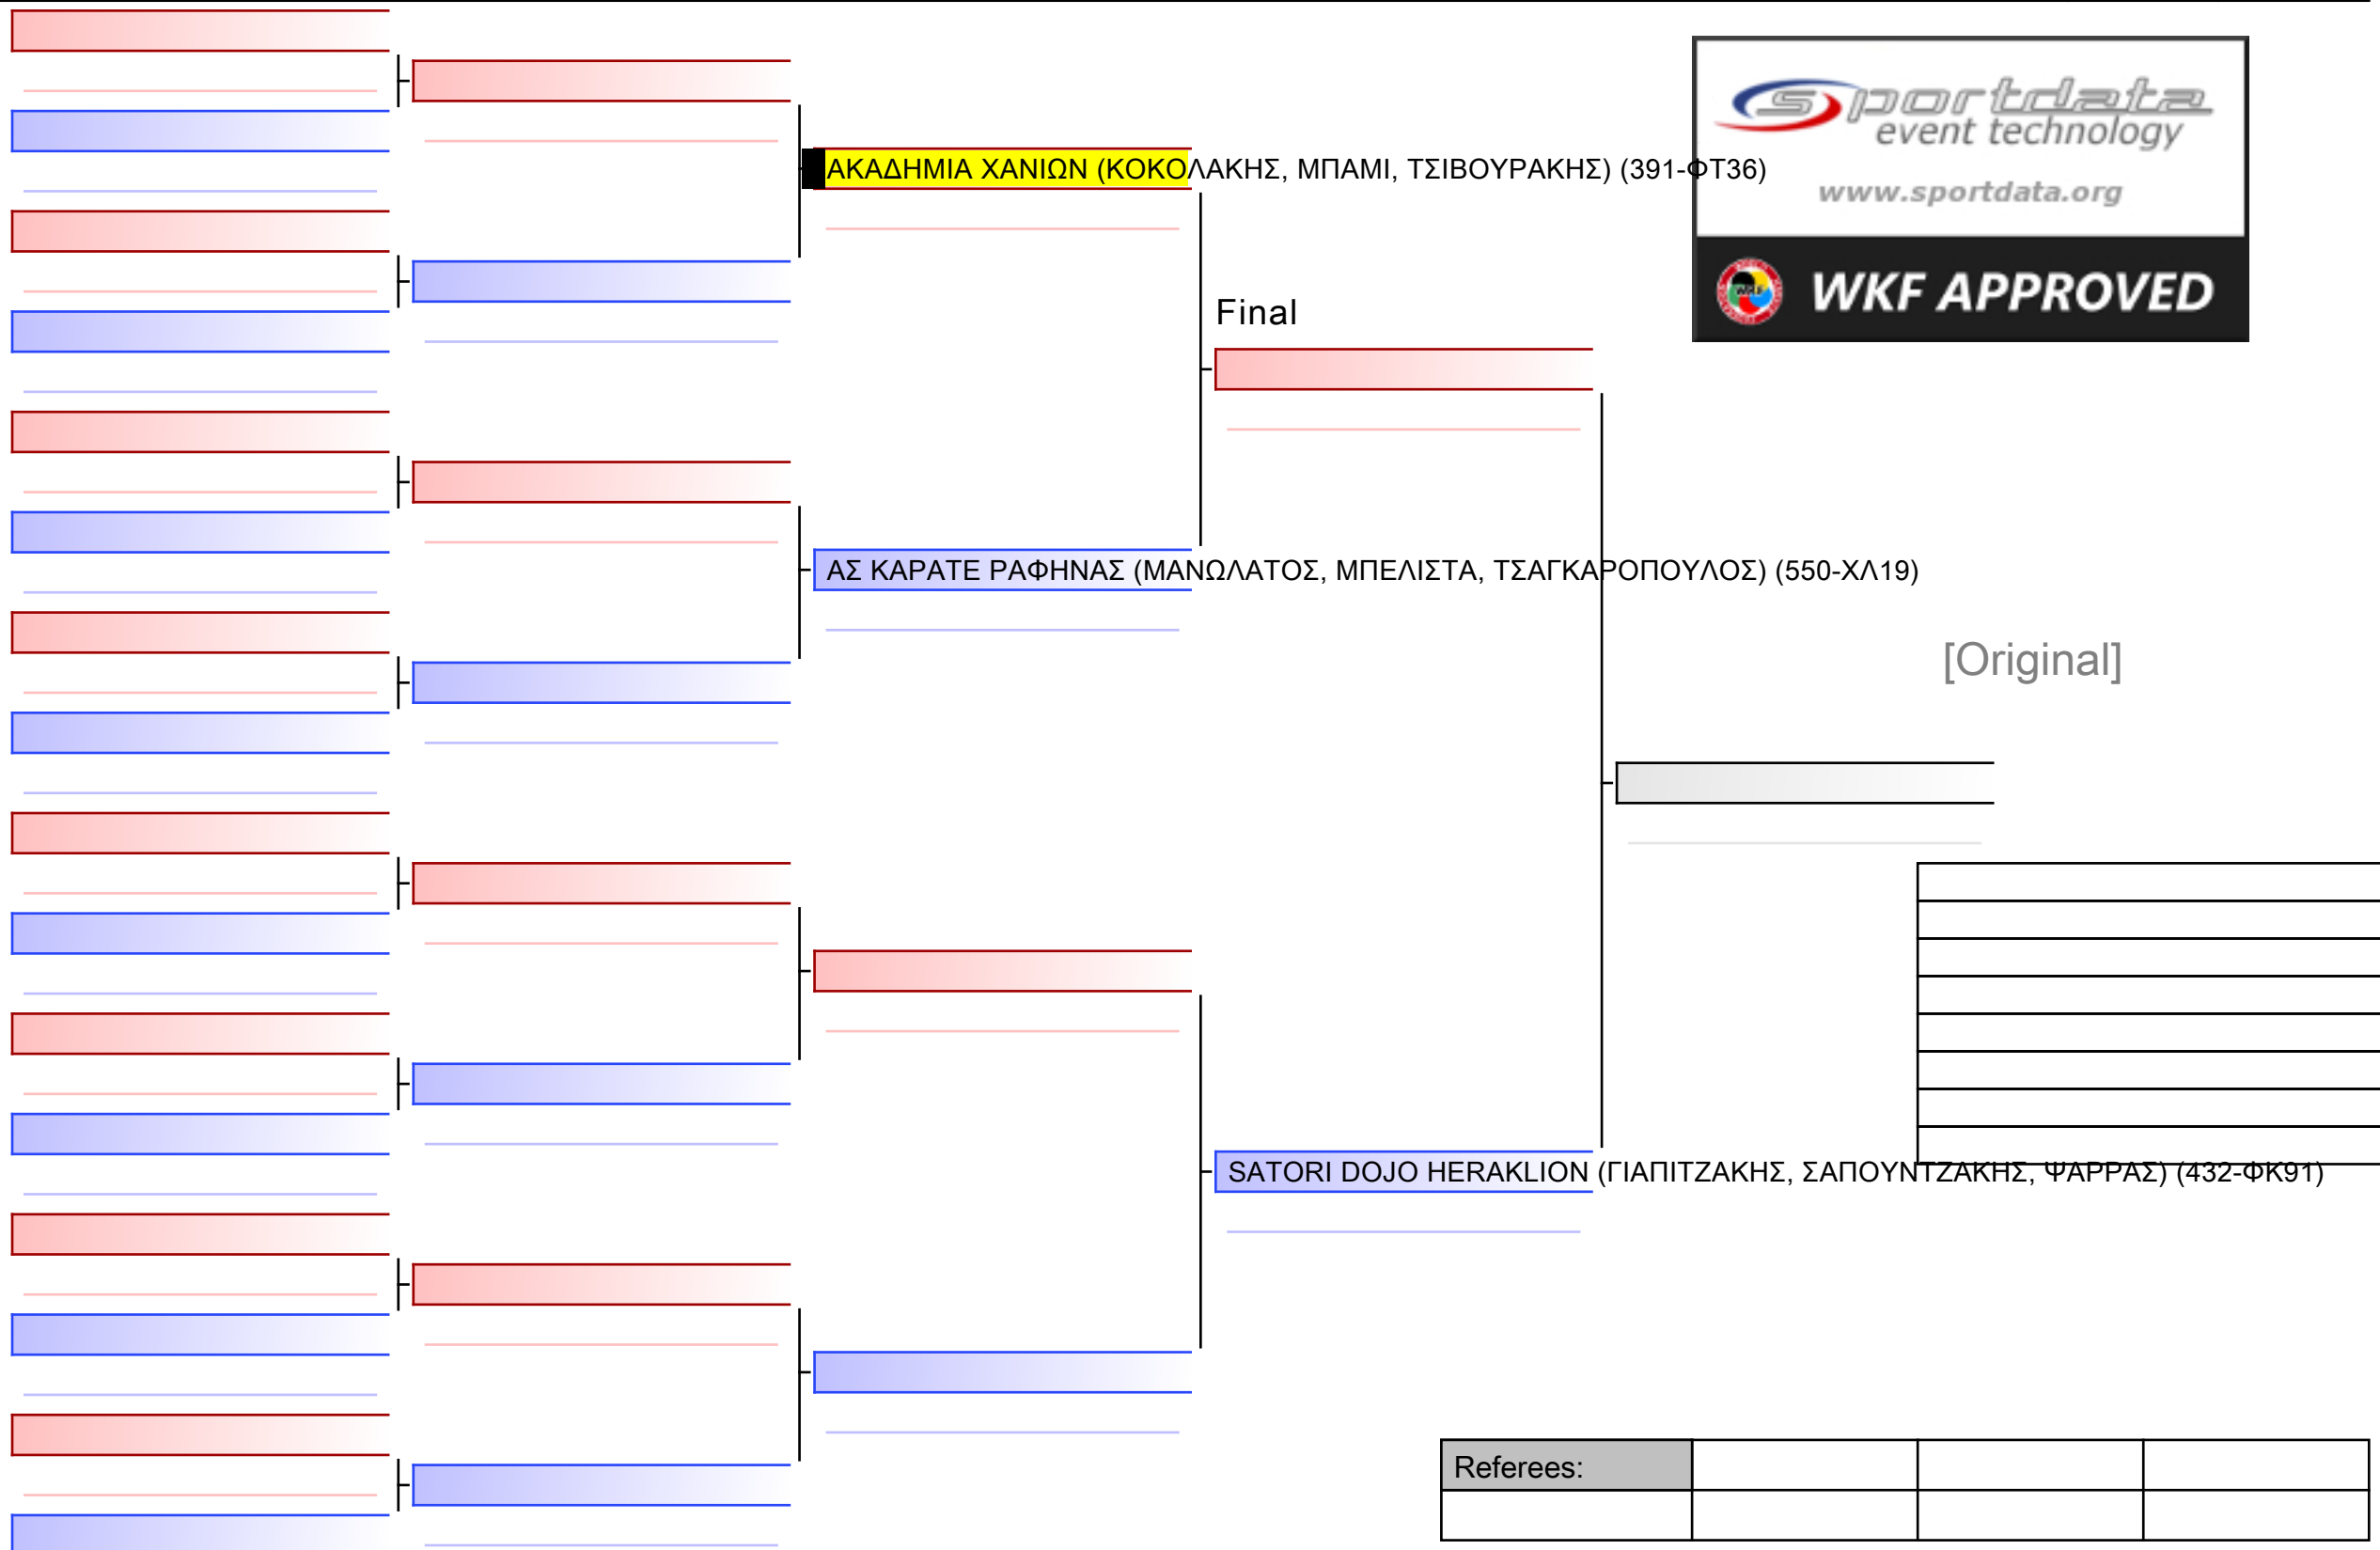 sportdata
event technology
www.sportdata.org
WKF APPROVED
ΑΚΑΔΗΜΙΑ ΧΑΝΙΩΝ (ΚΟΚΟΛΑΚΗΣ, ΜΠΑΜΙ, ΤΣΙΒΟΥΡΑΚΗΣ) (391-ΦΤ36)
Final
ΑΣ ΚΑΡΑΤΕ ΡΑΦΗΝΑΣ (ΜΑΝΩΛΑΤΟΣ, ΜΠΕΛΙΣΤΑ, ΤΣΑΓΚΑΡΟΠΟΥΛΟΣ) (550-ΧΛ19)
[Original]
SATORI DOJO HERAKLION (ΓΙΑΠΙΤΖΑΚΗΣ, ΣΑΠΟΥΝΤΖΑΚΗΣ, ΨΑΡΡΑΣ) (432-ΦΚ91)
Referees: